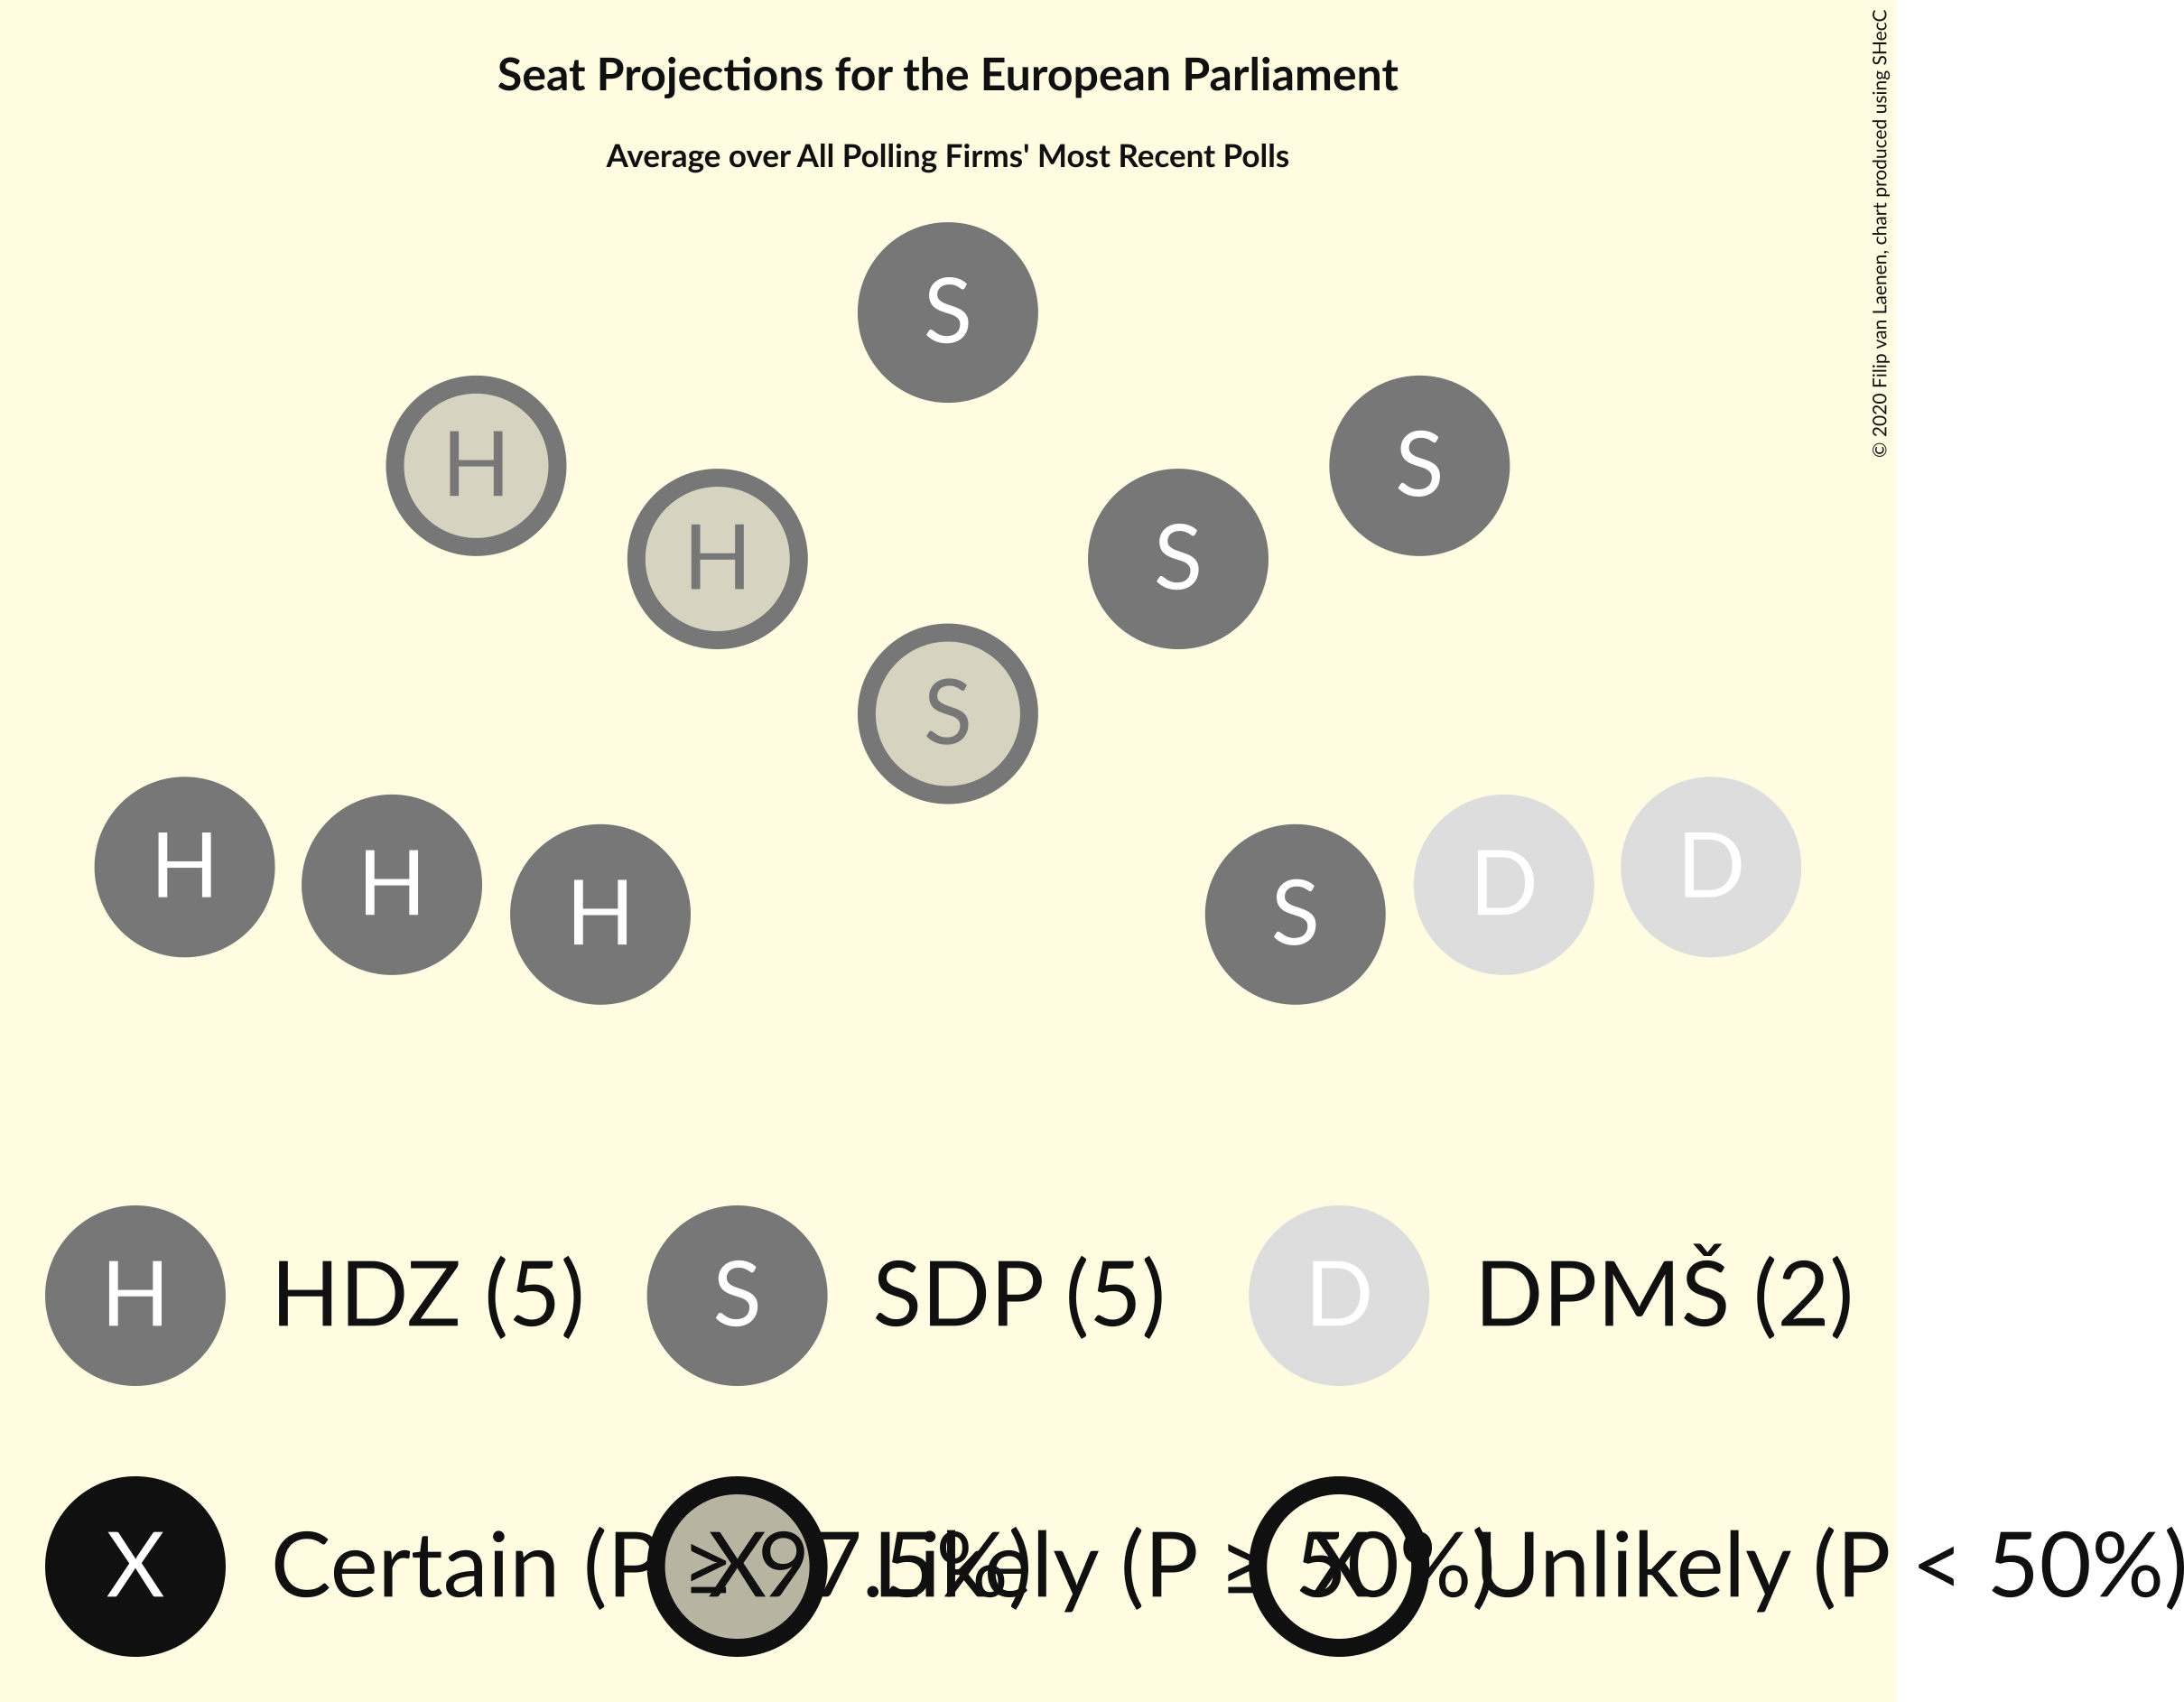 Seat Projections for the European Parliament
Average over All Polling Firms' Most Recent Polls
© 2020 Filip van Laenen, chart produced using SHecC
S
H
S
H
S
S
H
H
H
S
D
D
H HDZ (5) S SDP (5) D DPMŠ (2)
X Certain (P ≥ 97.5%) X Likely (P ≥ 50%) X Unlikely (P < 50%)